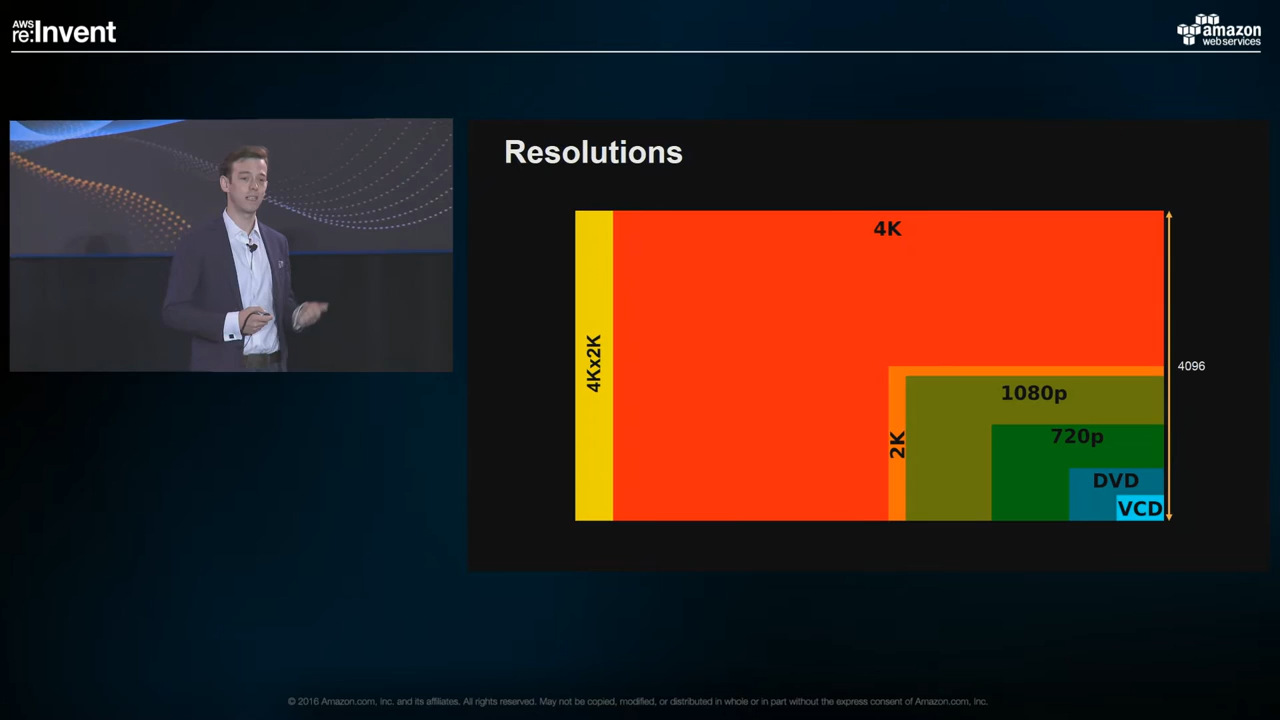 AWS
re:Invent
amazon
web services
Resolutions
4K
4Kx2K
4096
1080p
2K
720p
DVD
VCD
© 2016 Amazon.com, Inc. and its affiliates. All rights reserved. May not be copied, modified, or distributed in whole or in part without the express consent of Amazon.com, Inc.